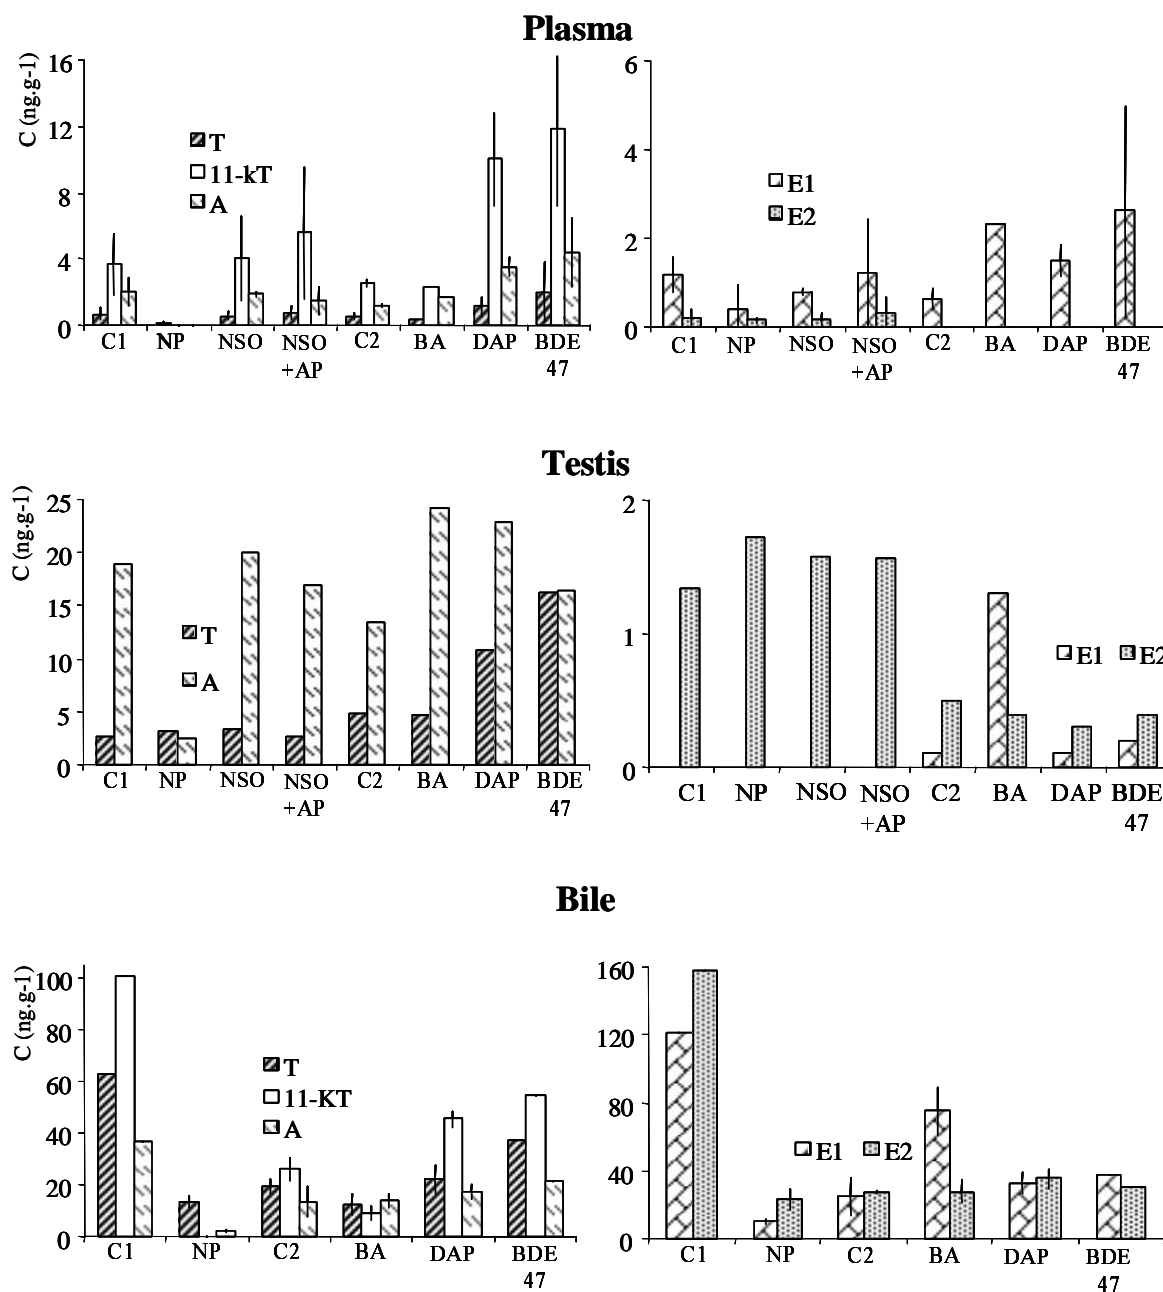 Plasma
C (ng.g-1)
16
12
8
4
0
T
11-kT
A
C1 NP NSO NSO +AP C2 BA DAP BDE 47
6
4
2
0
E1
E2
C1 NP NSO NSO +AP C2 BA DAP BDE 47
Testis
C (ng.g-1)
25
20
15
10
5
0
T
A
C1 NP NSO NSO +AP C2 BA DAP BDE 47
2
1
0
E1 E2
C1 NP NSO NSO +AP C2 BA DAP BDE 47
Bile
C (ng.g-1)
100
80
60
40
20
0
T
11-KT
A
C1 NP C2 BA DAP BDE 47
160
120
80
40
0
E1 E2
C1 NP C2 BA DAP BDE 47